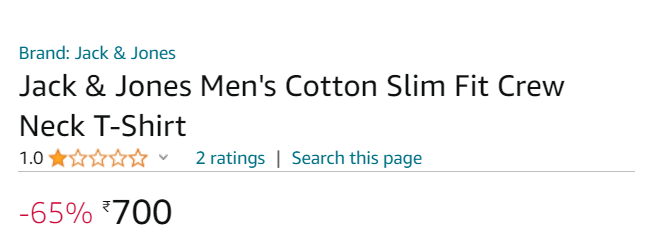 Brand: Jack & Jones
Jack & Jones Men's Cotton Slim Fit Crew
Neck T-Shirt
1.0 2 ratings | Search this page
-65% ₹700